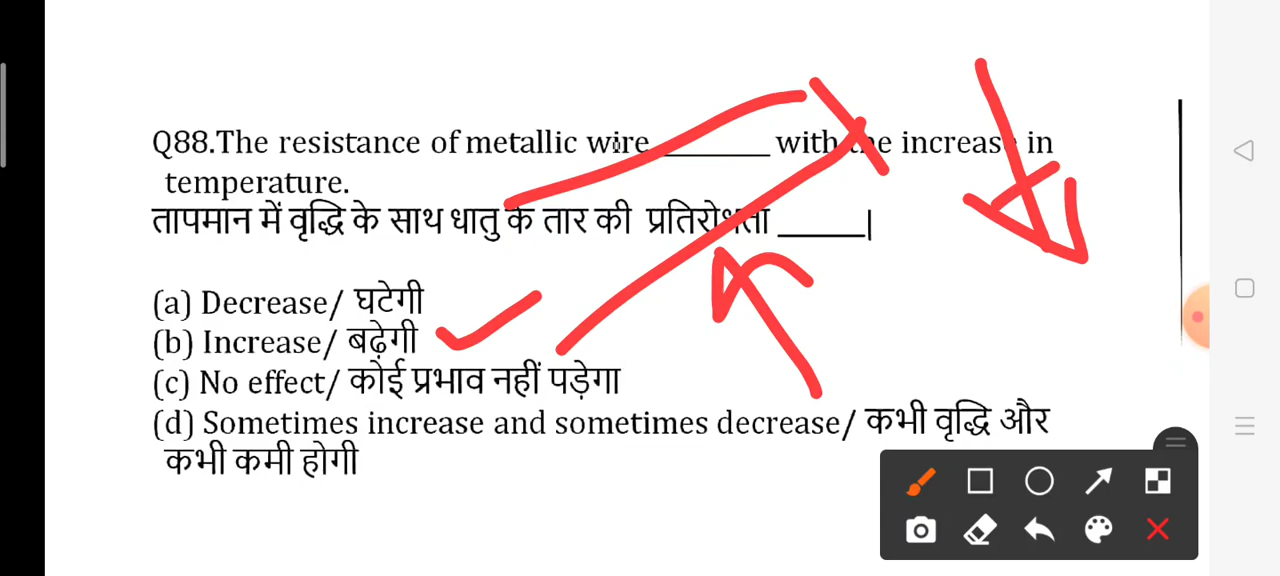 Q88.The resistance of metallic wire ________ with the increase in
temperature.
तापमान में वृद्धि के साथ धातु के तार की प्रतिरोधता ______|
(a) Decrease/ घटेगी
(b) Increase/ बढ़ेगी
(c) No effect/ कोई प्रभाव नहीं पड़ेगा
(d) Sometimes increase and sometimes decrease/ कभी वृद्धि और
कभी कमी होगी